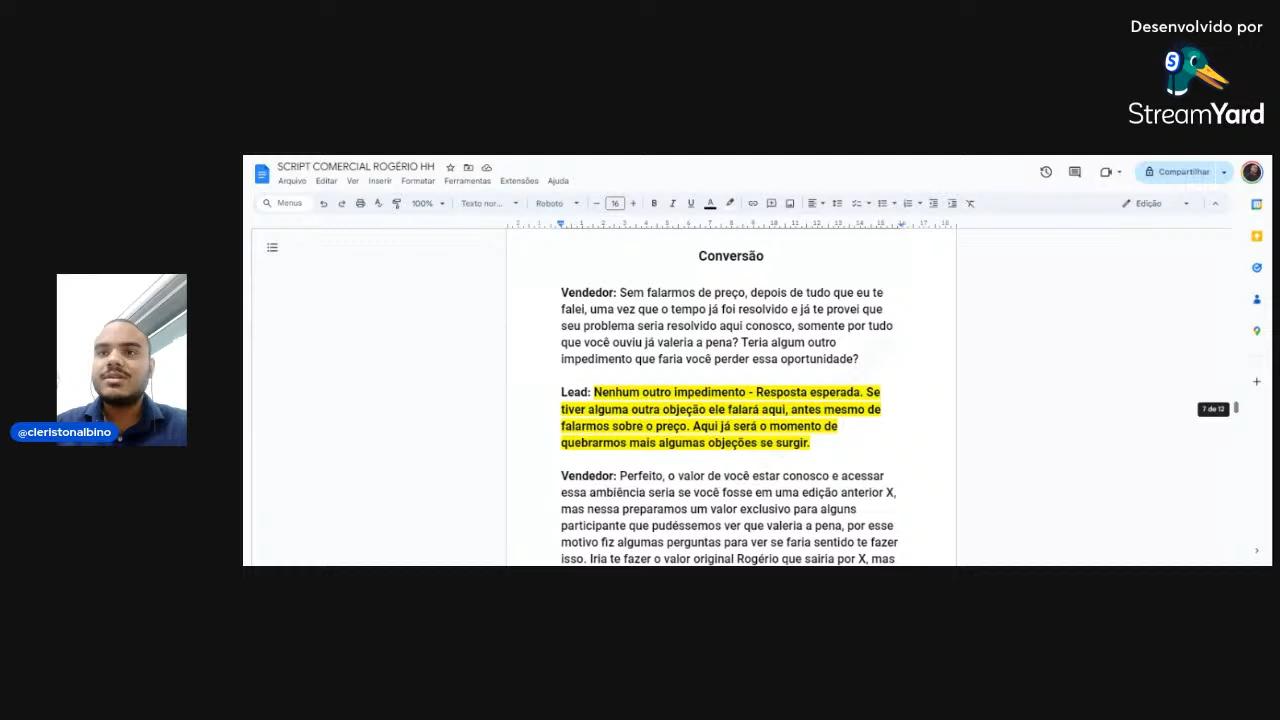 Desenvolvido por
StreamYard
SCRIPT COMERCIAL ROGÉRIO HH
Arquivo Editar Ver Inserir Formatar Ferramentas Extensões Ajuda
Compartilhar
Menus
100%
Texto nor...
Roboto
16
Edição
Conversão
Vendedor: Sem falarmos de preço, depois de tudo que eu te
falei, uma vez que o tempo já foi resolvido e já te provei que
seu problema seria resolvido aqui conosco, somente por tudo
que você ouviu já valeria a pena? Teria algum outro
impedimento que faria você perder essa oportunidade?
Lead: Nenhum outro impedimento - Resposta esperada. Se
tiver alguma outra objeção ele falará aqui, antes mesmo de
falarmos sobre o preço. Aqui já será o momento de
quebrarmos mais algumas objeções se surgir.
Vendedor: Perfeito, o valor de você estar conosco e acessar
essa ambiência seria se você fosse em uma edição anterior X,
mas nessa preparamos um valor exclusivo para alguns
participante que pudéssemos ver que valeria a pena, por esse
motivo fiz algumas perguntas para ver se faria sentido te fazer
isso. Iria te fazer o valor original Rogério que sairia por X, mas
7 de 12
@cleristonalbino